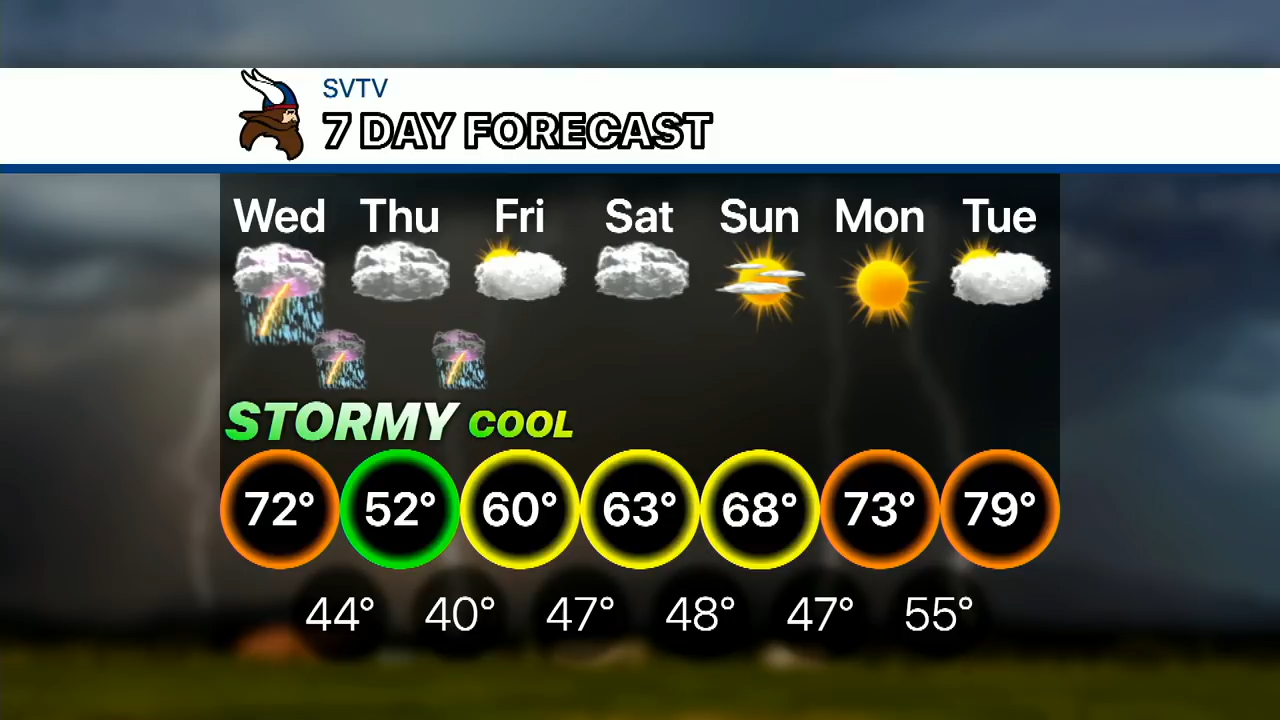 SVTV
7 DAY FORECAST
Wed Thu Fri Sat Sun Mon Tue
STORMY COOL
72° 52° 60° 63° 68° 73° 79°
44° 40° 47° 48° 47° 55°